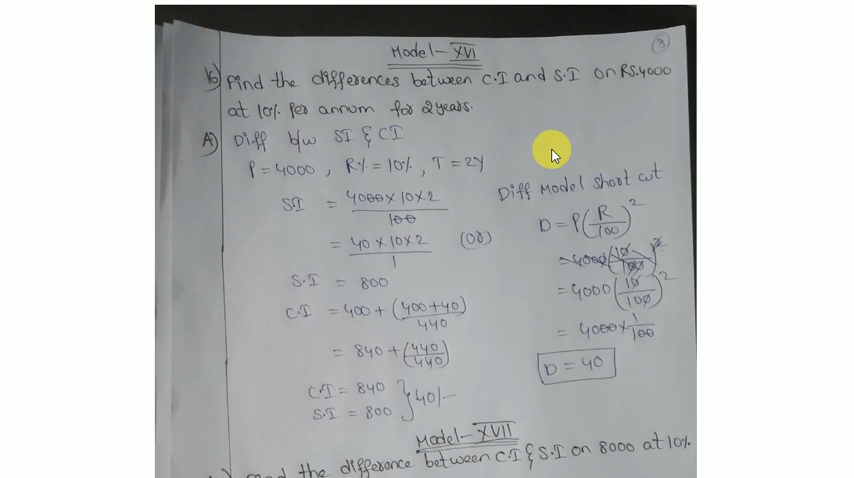 Model-XVI
3
16) Find the differences between C.I and S.I on RS.4000
at 10% Per annum for 2years.
A) Diff b/w SI & CI
P=4000, R%=10%, T=2Y
SI = 4000×10×2/100
= 40×10×2/1
S.I = 800
C.I = 400+(400+40)/440
= 840+(440/440)
C.I = 840
S.I = 800 } 40/-
(or)
Diff Model short cut
D = P(R/100)²
= 4000(10/100)²
= 4000(10/100)²
= 4000×1/100
D = 40
Model-XVII
the difference between C.I & S.I on 8000 at 10%